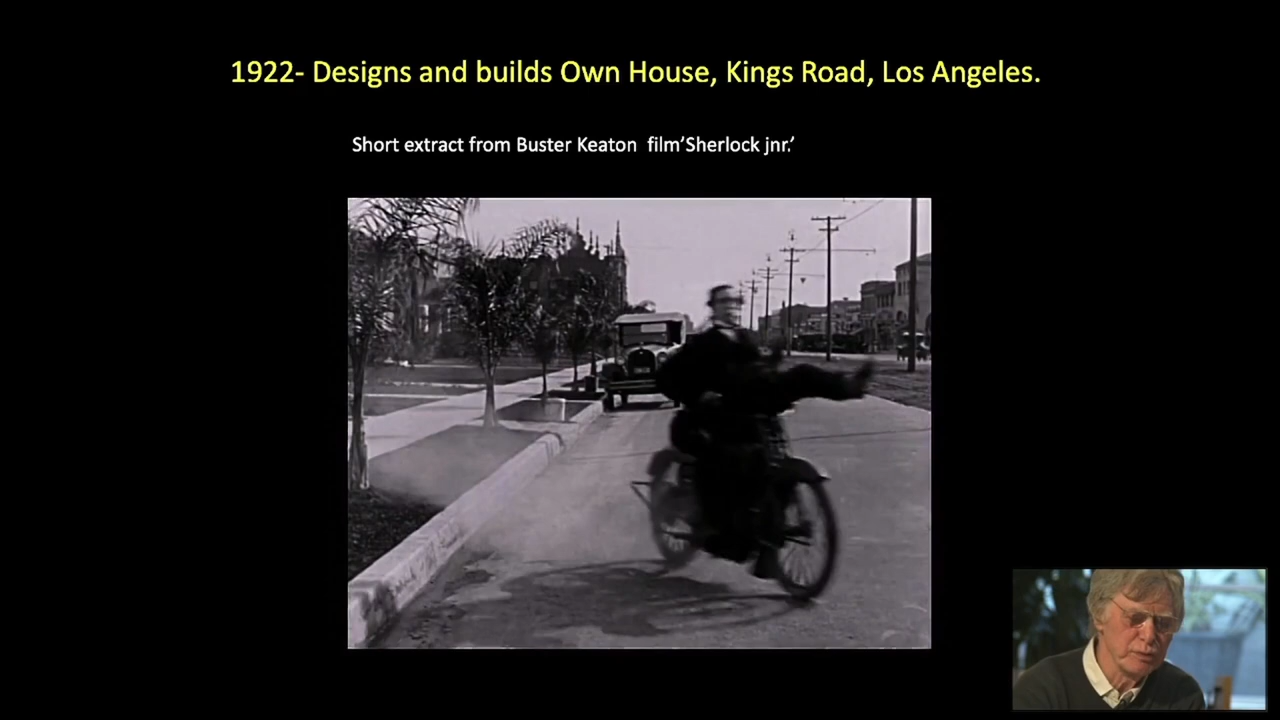 1922- Designs and builds Own House, Kings Road, Los Angeles.
Short extract from Buster Keaton  film’Sherlock jnr.’